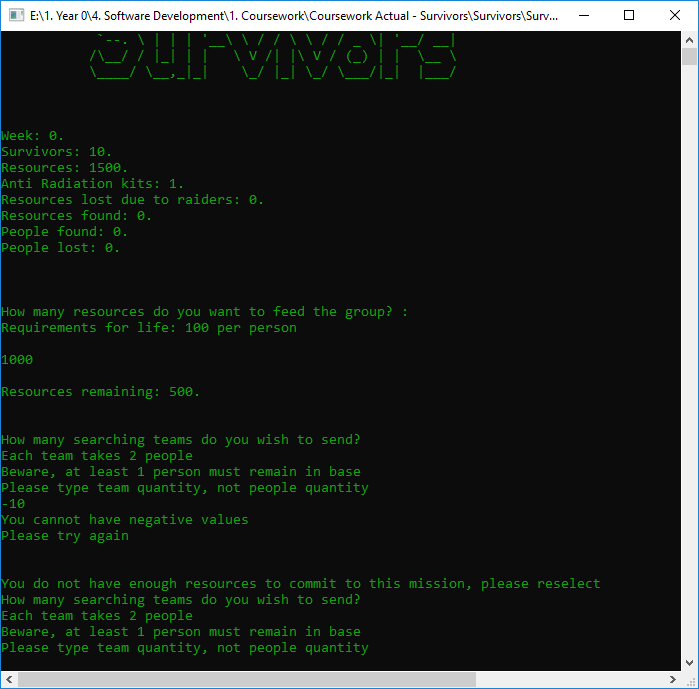 E:\1. Year 0\4. Software Development\1. Coursework\Coursework Actual - Survivors\Survivors\Surv...
Survivors
Week: 0.
Survivors: 10.
Resources: 1500.
Anti Radiation kits: 1.
Resources lost due to raiders: 0.
Resources found: 0.
People found: 0.
People lost: 0.
How many resources do you want to feed the group? :
Requirements for life: 100 per person
1000
Resources remaining: 500.
How many searching teams do you wish to send?
Each team takes 2 people
Beware, at least 1 person must remain in base
Please type team quantity, not people quantity
-10
You cannot have negative values
Please try again
You do not have enough resources to commit to this mission, please reselect
How many searching teams do you wish to send?
Each team takes 2 people
Beware, at least 1 person must remain in base
Please type team quantity, not people quantity